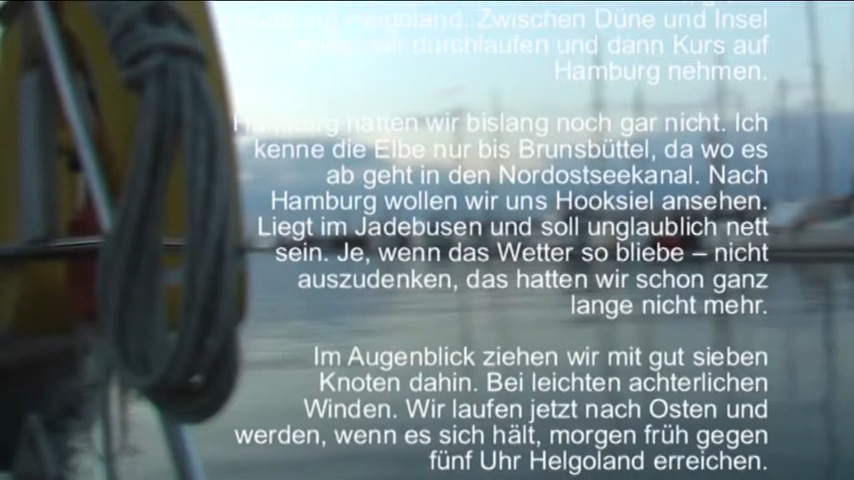 Helgoland. Zwischen Düne und Insel
wir durchlaufen und dann Kurs auf
Hamburg nehmen.
Hamburg hatten wir bislang noch gar nicht. Ich
kenne die Elbe nur bis Brunsbüttel, da wo es
ab geht in den Nordostseekanal. Nach
Hamburg wollen wir uns Hooksiel ansehen.
Liegt im Jadebusen und soll unglaublich nett
sein. Je, wenn das Wetter so bliebe – nicht
auszudenken, das hatten wir schon ganz
lange nicht mehr.
Im Augenblick ziehen wir mit gut sieben
Knoten dahin. Bei leichten achterlichen
Winden. Wir laufen jetzt nach Osten und
werden, wenn es sich hält, morgen früh gegen
fünf Uhr Helgoland erreichen.